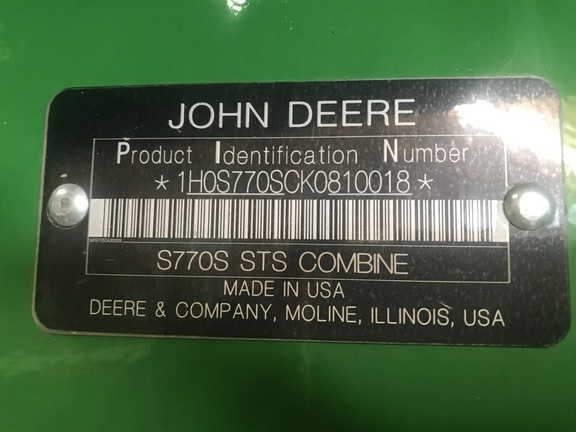 JOHN DEERE
Product Identification Number
*1H0S770SCK0810018*
S770S STS COMBINE
MADE IN USA
DEERE & COMPANY, MOLINE, ILLINOIS, USA